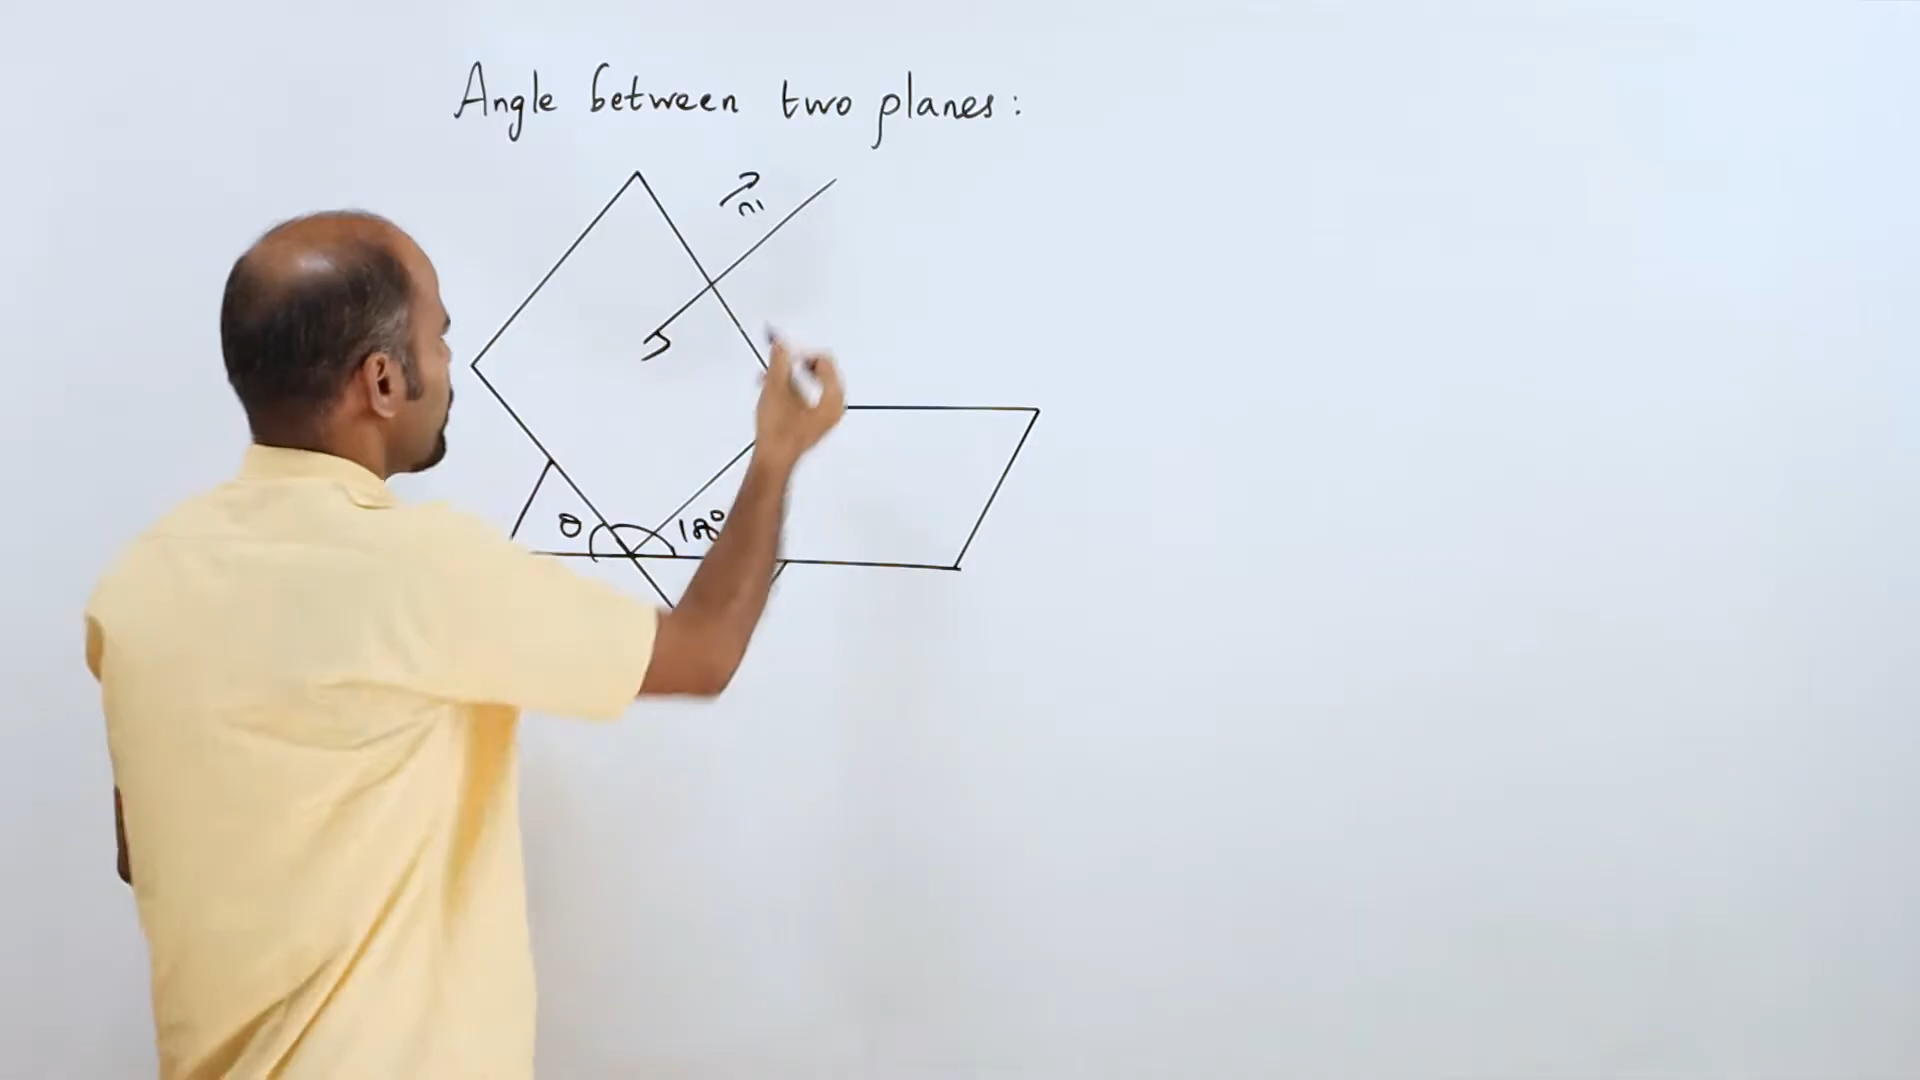 Angle between two planes :
n₁
θ
180°